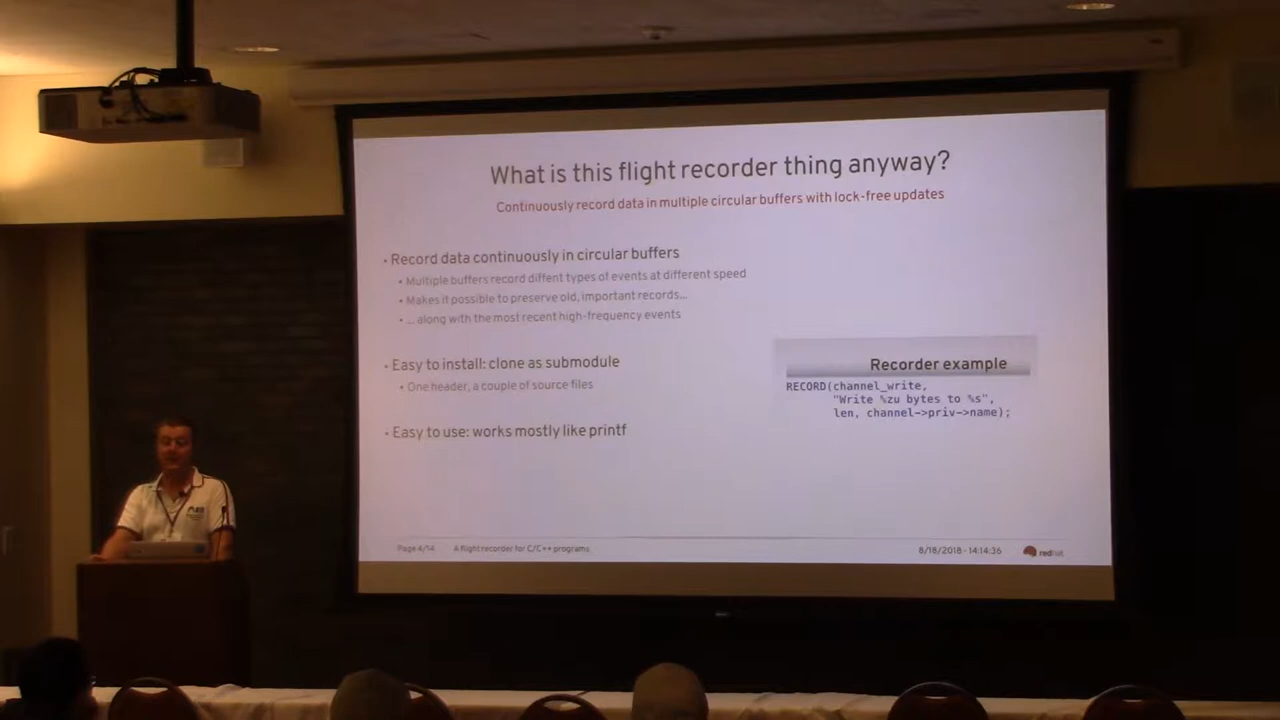 What is this flight recorder thing anyway?
Continuously record data in multiple circular buffers with lock-free updates
• Record data continuously in circular buffers
• Multiple buffers record diffent types of events at different speed
• Makes it possible to preserve old, important records...
• ... along with the most recent high-frequency events
• Easy to install: clone as submodule
• One header, a couple of source files
• Easy to use: works mostly like printf
Recorder example
RECORD(channel_write,
"Write %zu bytes to %s",
len, channel->priv->name);
Page 4/14 A flight recorder for C/C++ programs 8/18/2018 - 14:14:36 redhat